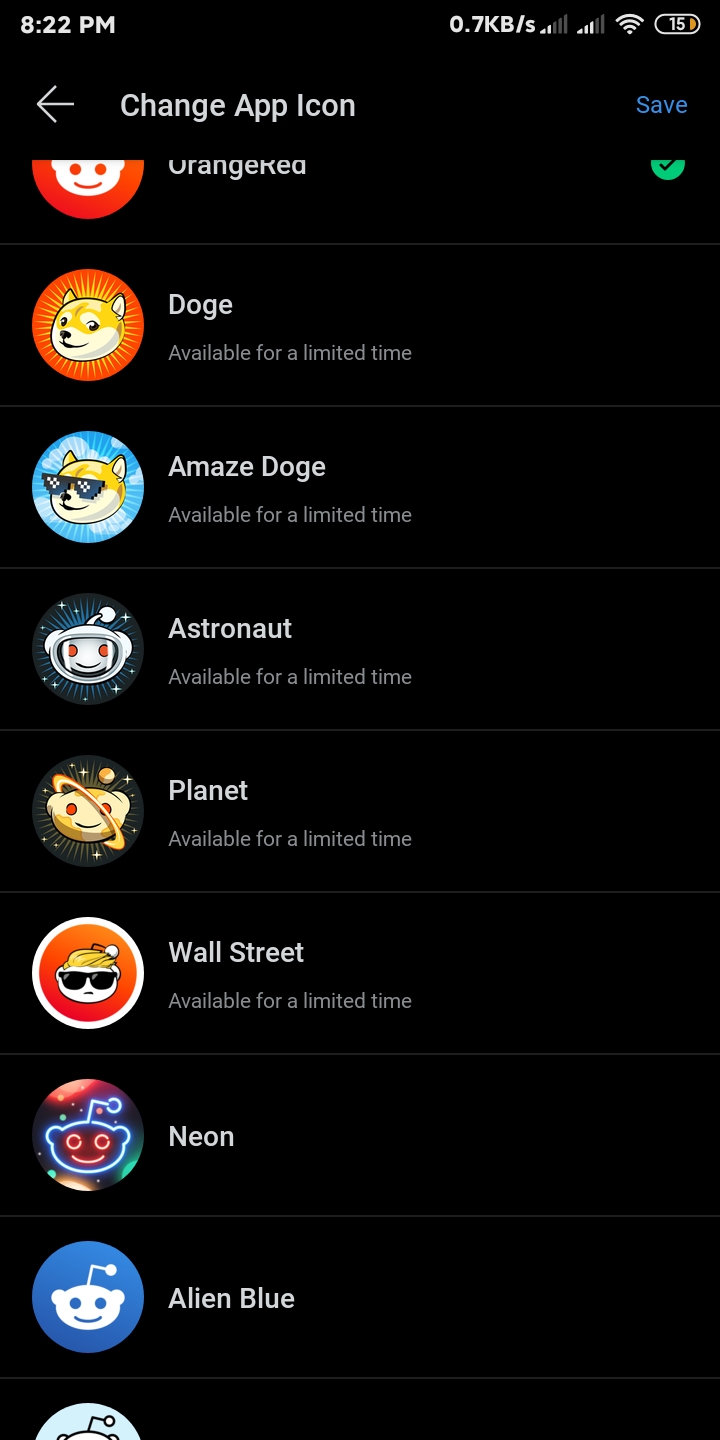 8:22 PM 0.7KB/s 15
Change App Icon Save
OrangeRed
Doge
Available for a limited time
Amaze Doge
Available for a limited time
Astronaut
Available for a limited time
Planet
Available for a limited time
Wall Street
Available for a limited time
Neon
Alien Blue